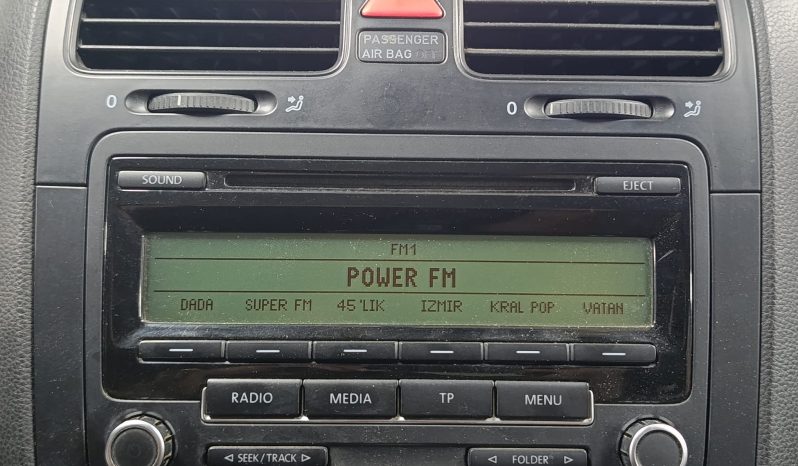 PASSENGER
AIR BAG OFF
0
0
SOUND
EJECT
FM1
POWER FM
DADA SUPER FM 45'LIK IZMIR KRAL POP VATAN
RADIO MEDIA TP MENU
◁ SEEK/TRACK ▷ ◁ FOLDER ▷